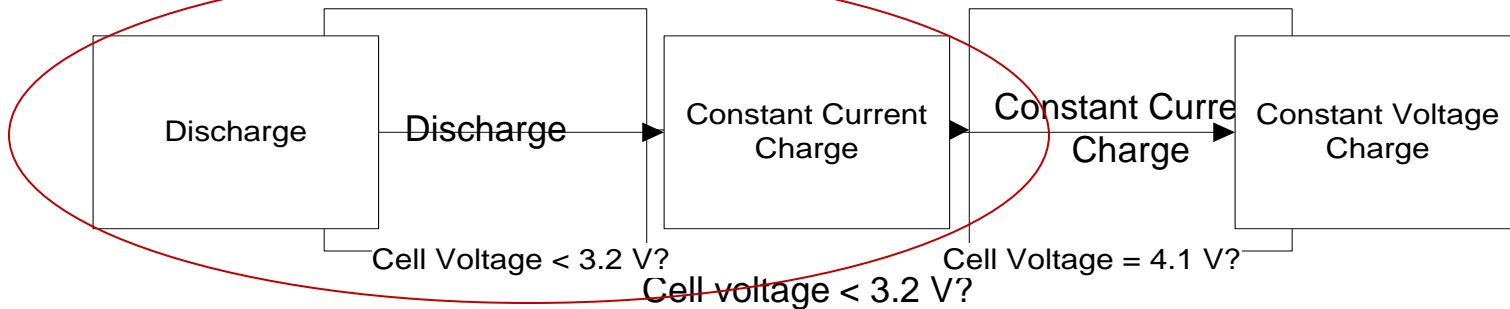 Discharge
Discharge
Constant Current
Charge
Constant Curre
Charge
Constant Voltage
Charge
Cell Voltage < 3.2 V?
Cell Voltage = 4.1 V?
Cell voltage < 3.2 V?